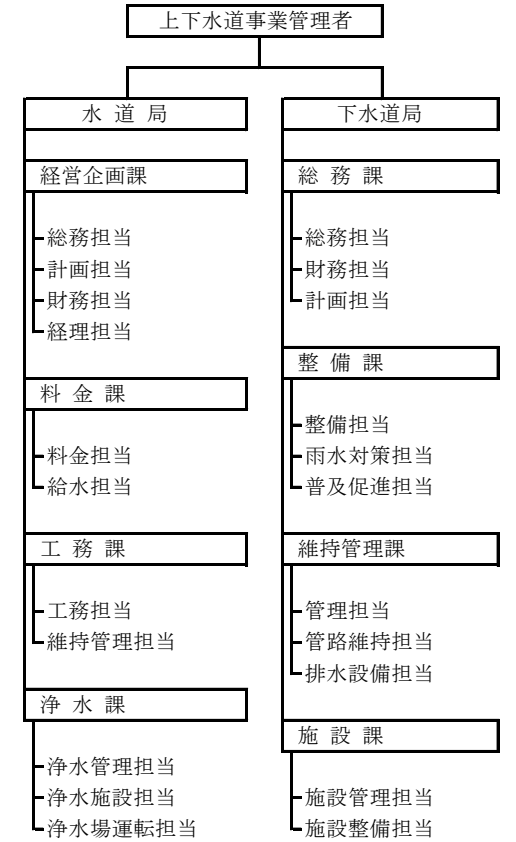 上下水道事業管理者
水道局
経営企画課
総務担当
計画担当
財務担当
経理担当
料金課
料金担当
給水担当
工務課
工務担当
維持管理担当
浄水課
浄水管理担当
浄水施設担当
浄水場運転担当
下水道局
総務課
総務担当
財務担当
計画担当
整備課
整備担当
雨水対策担当
普及促進担当
維持管理課
管理担当
管路維持担当
排水設備担当
施設課
施設管理担当
施設整備担当